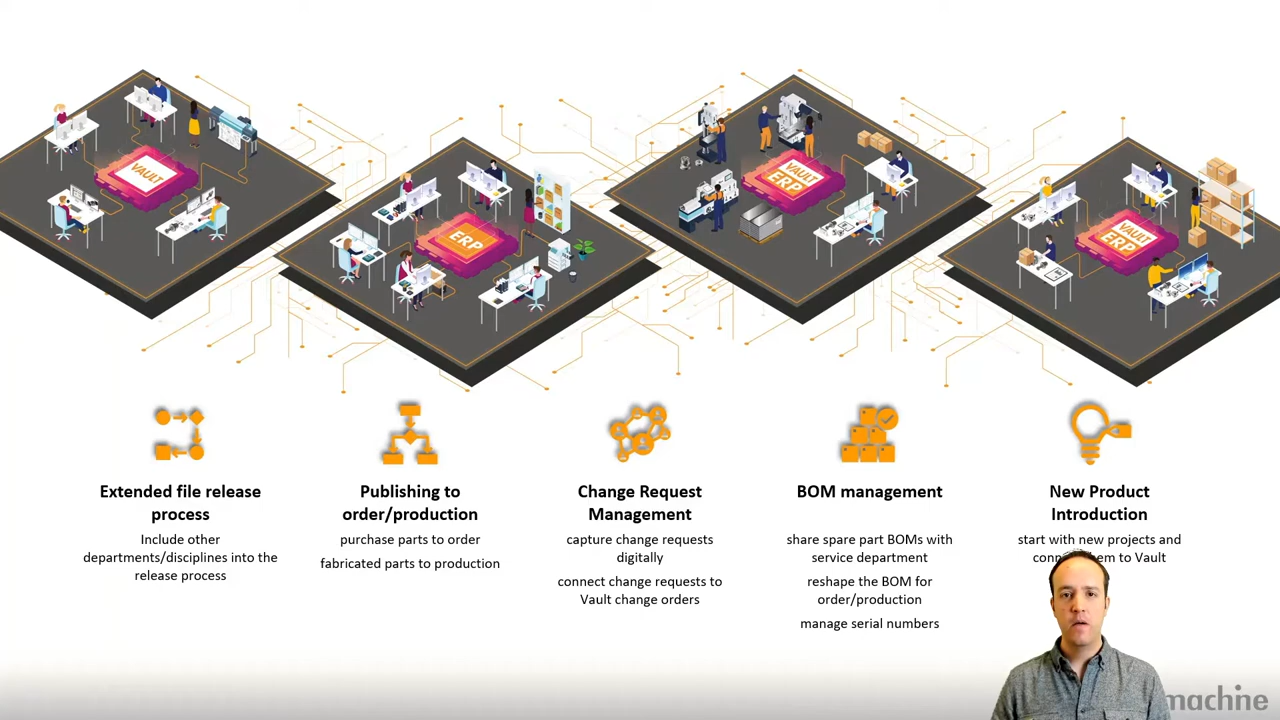 VAULT
ERP
VAULT
ERP
VAULT
ERP
Extended file release
process
Include other
departments/disciplines into the
release process
Publishing to
order/production
purchase parts to order
fabricated parts to production
Change Request
Management
capture change requests
digitally
connect change requests to
Vault change orders
BOM management
share spare part BOMs with
service department
reshape the BOM for
order/production
manage serial numbers
New Product
Introduction
start with new projects and
to Vault
machine